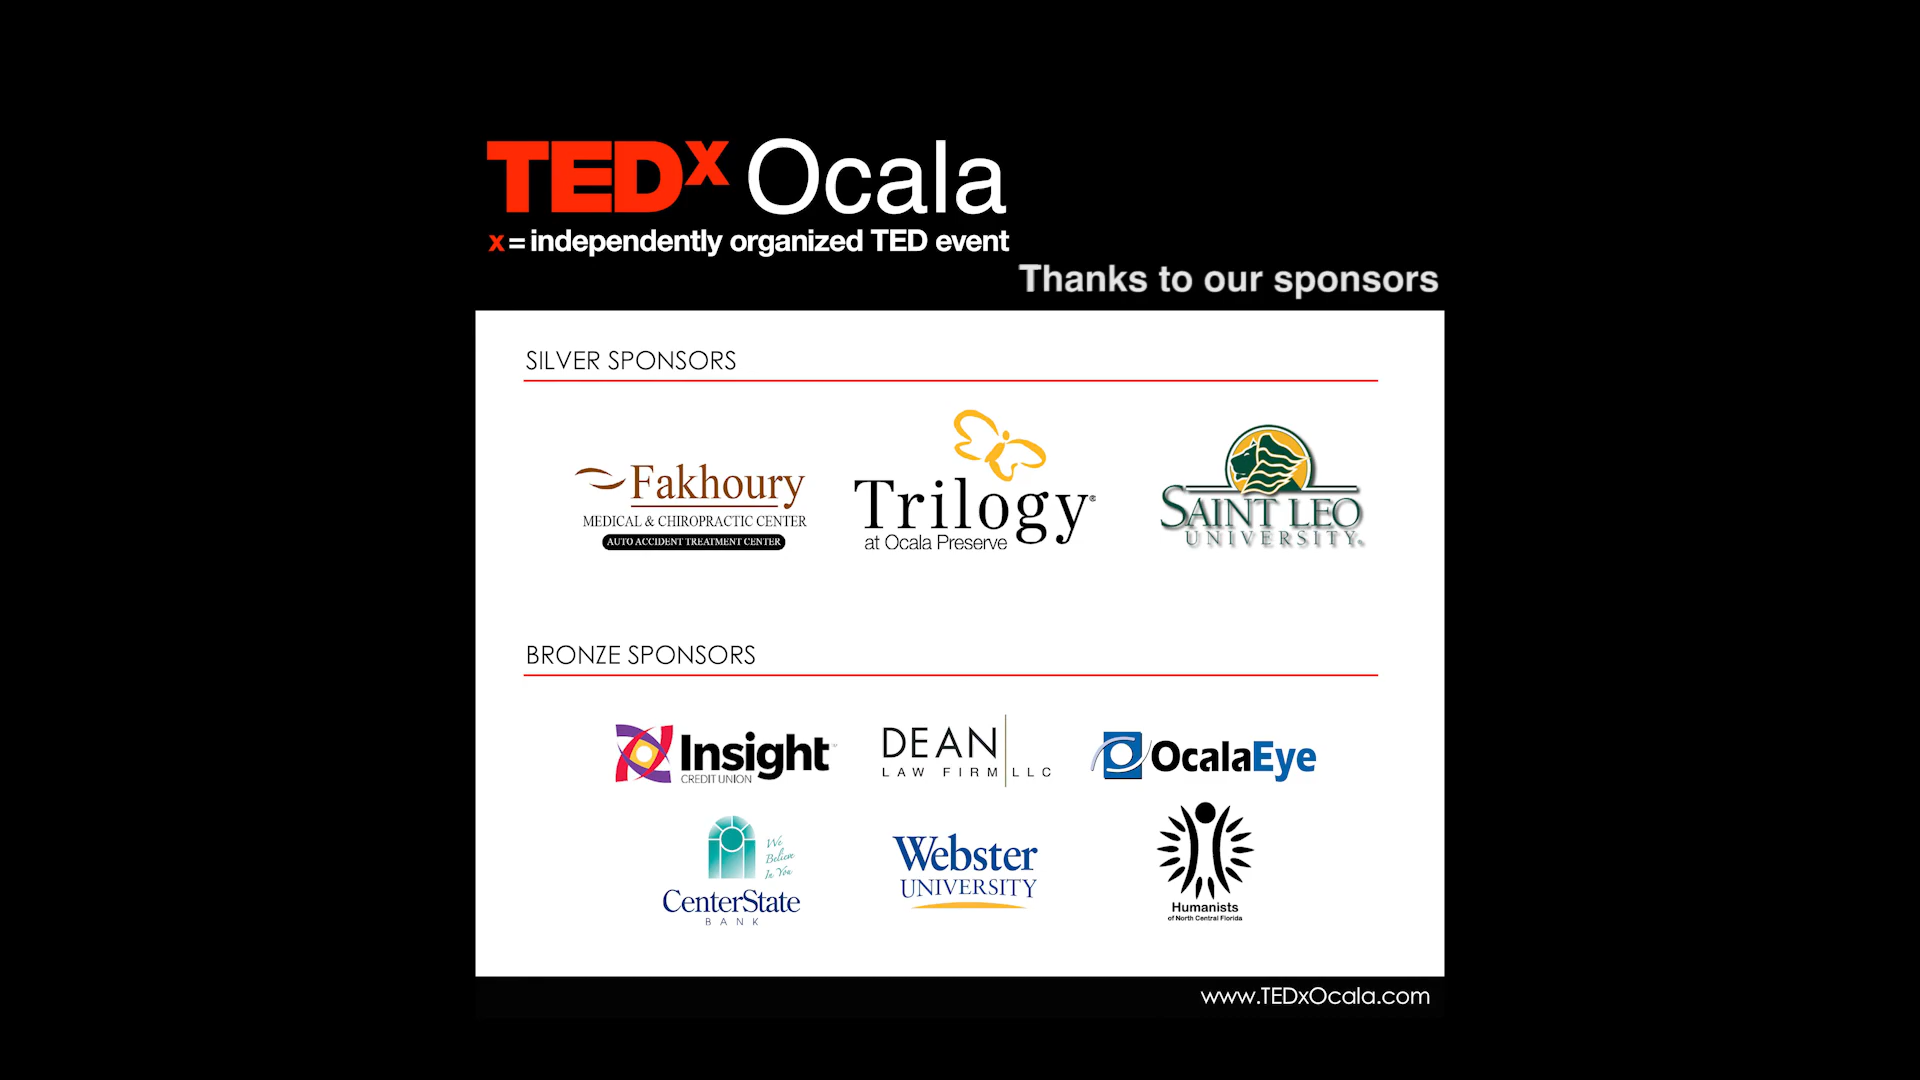 TEDx Ocala
x = independently organized TED event
Thanks to our sponsors
SILVER SPONSORS
Fakhoury
MEDICAL & CHIROPRACTIC CENTER
AUTO ACCIDENT TREATMENT CENTER
Trilogy®
at Ocala Preserve
SAINT LEO
UNIVERSITY
BRONZE SPONSORS
Insight
CREDIT UNION
DEAN
LAW FIRM LLC
OcalaEye
We
Believe
In You
CenterState
BANK
Webster
UNIVERSITY
Humanists
of North Central Florida
www.TEDxOcala.com